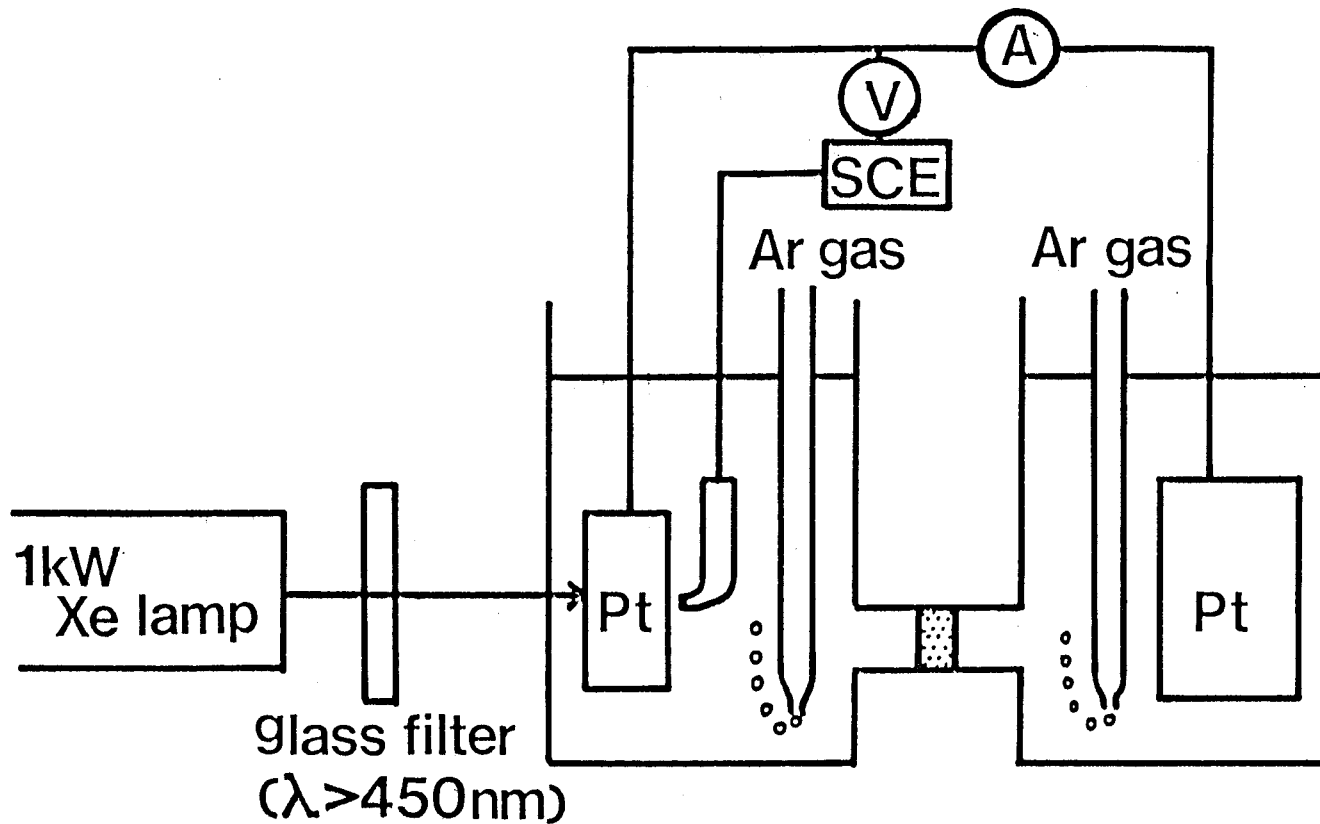 A
V
SCE
Ar gas
Ar gas
1kW
Xe lamp
Pt
Pt
glass filter
(λ>450nm)